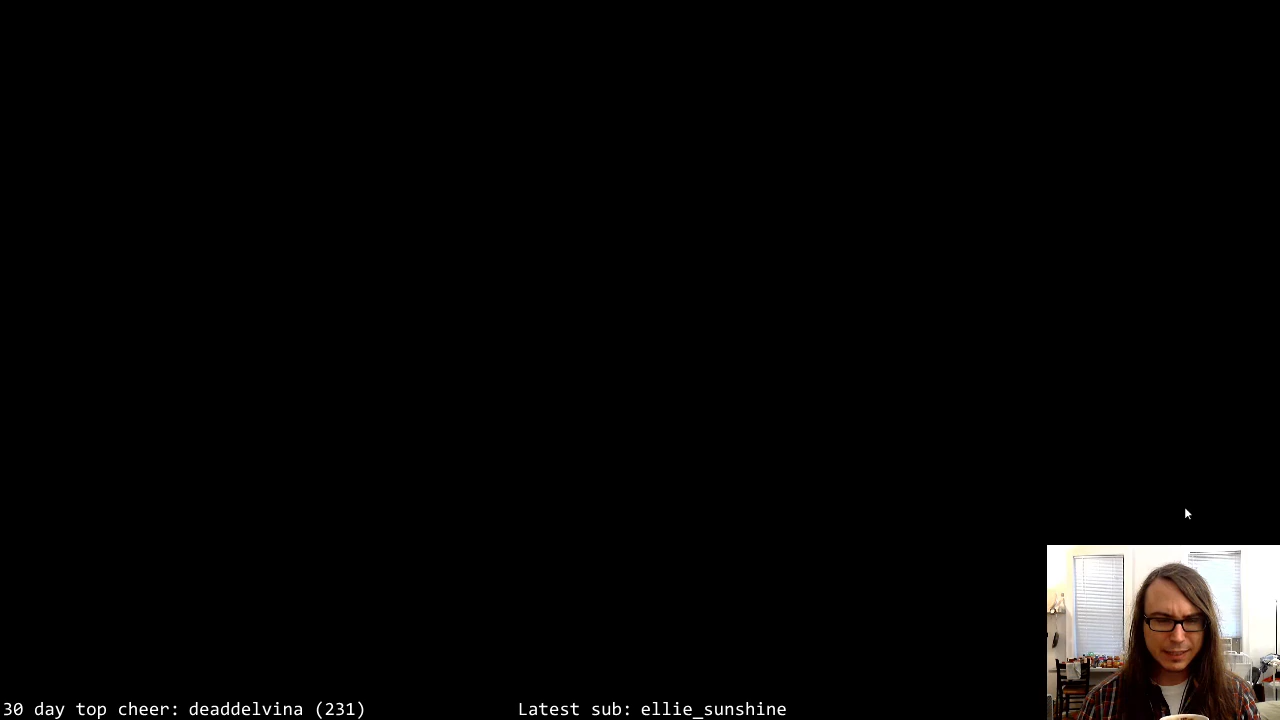 30 day top cheer: deaddelvina (231)
Latest sub: ellie_sunshine